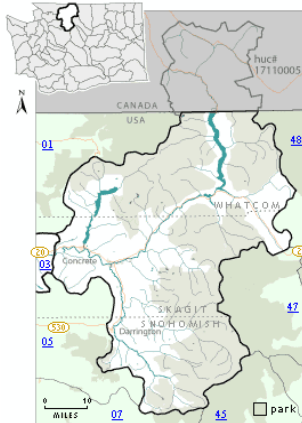 huc#
17110005
N
CANADA
USA
01
48
WHATCOM
20
2
03
Concrete
SKAGIT
SNOHOMISH
47
530
Darrington
05
0 10
MILES
07
45
park